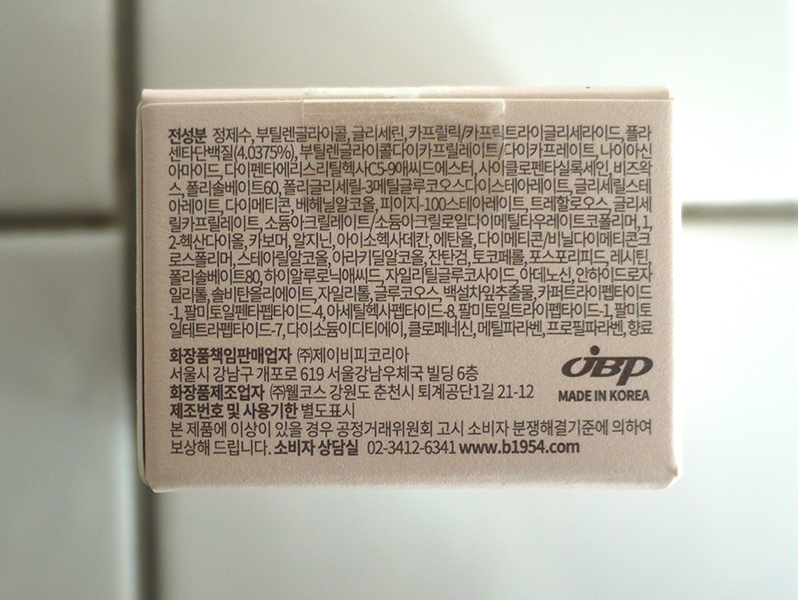 전성분 정제수, 부틸렌글라이콜, 글리세린, 카프릴릭/카프릭트라이글리세라이드, 플라
센타단백질(4.0375%), 부틸렌글라이콜다이카프릴레이트/다이카프레이트, 나이아신
아마이드, 다이펜타에리스리틸헥사C5-9애씨드에스터, 사이클로펜타실록세인, 비즈왁
스, 폴리솔베이트60, 폴리글리세릴-3메틸글루코오스다이스테아레이트, 글리세릴스테
아레이트, 다이메티콘, 베헤닐알코올, 피이지-100스테아레이트, 트레할로오스, 글리세
릴카프릴레이트, 소듐아크릴레이트/소듐아크릴로일다이메틸타우레이트코폴리머, 1,
2-헥산다이올, 카보머, 알지닌, 아이소헥사데칸, 에탄올, 다이메티콘/비닐다이메티콘크
로스폴리머, 스테아릴알코올, 아라키딜알코올, 잔탄검, 토코페롤, 포스포리피드, 레시틴,
폴리솔베이트80, 하이알루로닉애씨드, 자일리틸글루코사이드, 아데노신, 안하이드로자
일리톨, 솔비탄올리에이트, 자일리톨, 글루코오스, 백설차잎추출물, 카퍼트라이펩타이드
-1, 팔미토일펜타펩타이드-4, 아세틸헥사펩타이드-8, 팔미토일트라이펩타이드-1, 팔미토
일테트라펩타이드-7, 다이소듐이디티에이, 클로페네신, 메틸파라벤, 프로필파라벤, 향료
화장품책임판매업자 ㈜제이비피코리아
서울시 강남구 개포로 619 서울강남우체국 빌딩 6층
화장품제조업자 ㈜웰코스 강원도 춘천시 퇴계공단1길 21-12
제조번호 및 사용기한 별도표시
본 제품에 이상이 있을 경우 공정거래위원회 고시 소비자 분쟁해결기준에 의하여
보상해 드립니다. 소비자 상담실 02-3412-6341 www.b1954.com
JBP
MADE IN KOREA